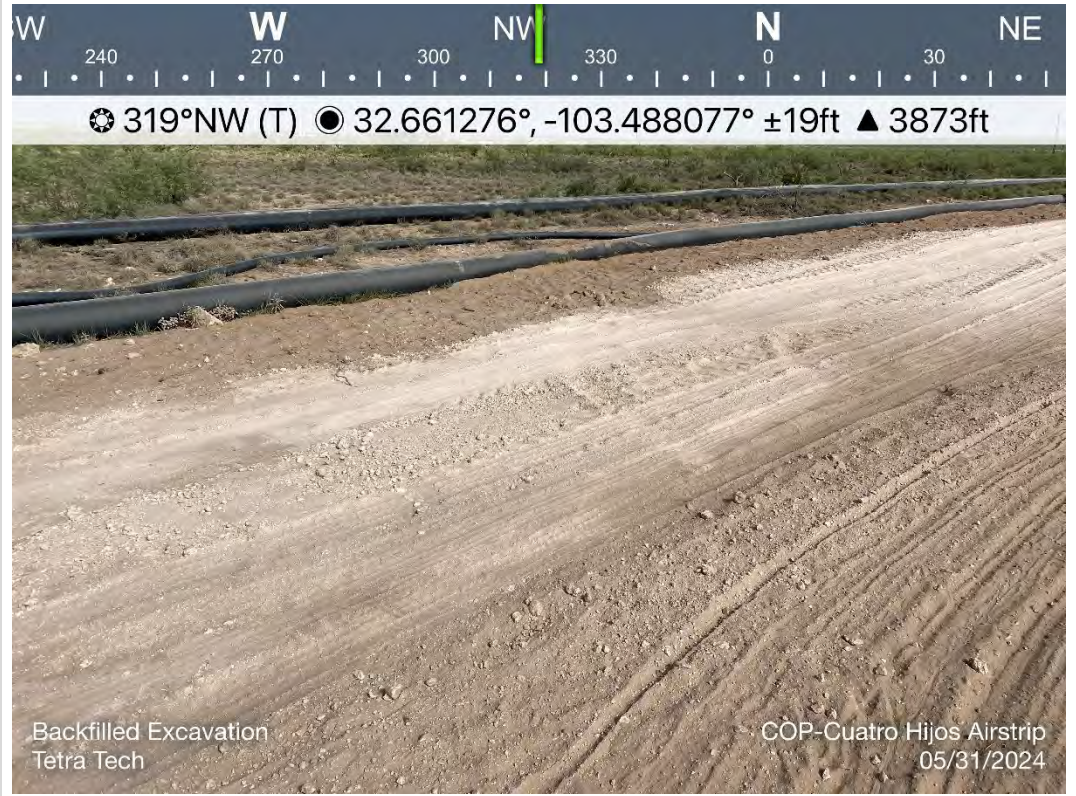 W W NW N NE
240 270 300 330 0 30
319°NW (T) 32.661276°, -103.488077° ±19ft ▲ 3873ft
Backfilled Excavation
Tetra Tech
COP-Cuatro Hijos Airstrip
05/31/2024